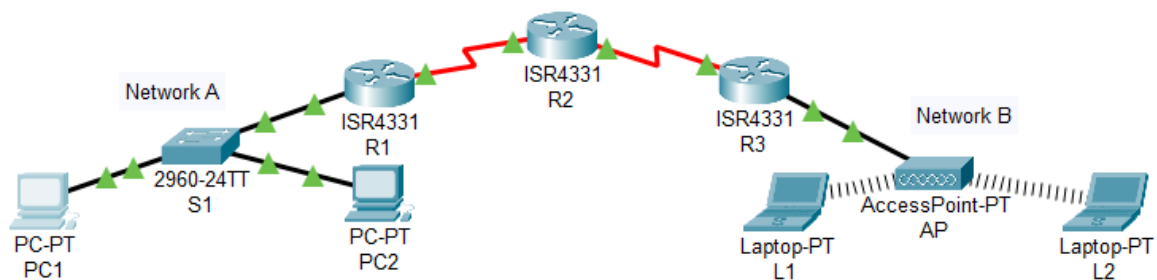 Network A
ISR4331
R2
ISR4331
R1
ISR4331
R3
Network B
2960-24TT
S1
PC-PT
PC1
PC-PT
PC2
AccessPoint-PT
AP
Laptop-PT
L1
Laptop-PT
L2